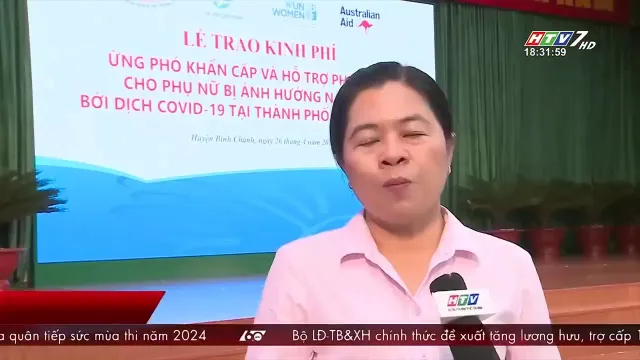 UN
WOMEN
Australian
Aid
HTV7 HD
18:31:59
LỄ TRAO KINH PHÍ
ỨNG PHÓ KHẨN CẤP VÀ HỖ TRỢ
CHO PHỤ NỮ BỊ ẢNH HƯỞNG
BỞI DỊCH COVID-19 TẠI THÀNH PHỐ
Huyện Bình Chánh, ngày 26 tháng 4 năm
HTV
quân tiếp sức mùa thi năm 2024
60
Bộ LĐ-TB&XH chính thức đề xuất tăng lương hưu, trợ cấp